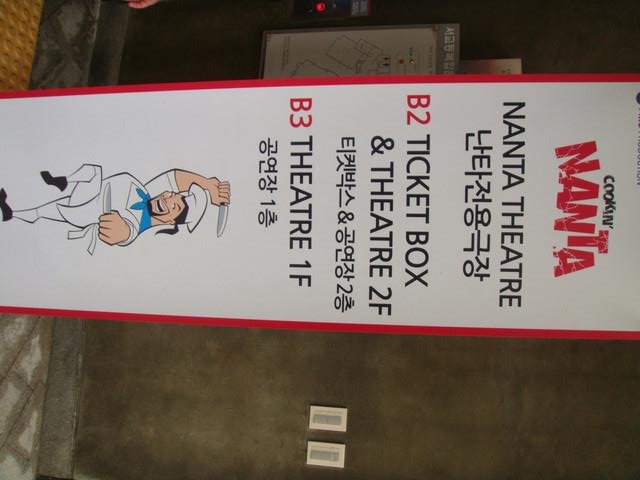 COOKIN'
NANTA
NANTA THEATRE
난타전용극장
B2 TICKET BOX
& THEATRE 2F
티켓박스 & 공연장 2층
B3 THEATRE 1F
공연장 1층